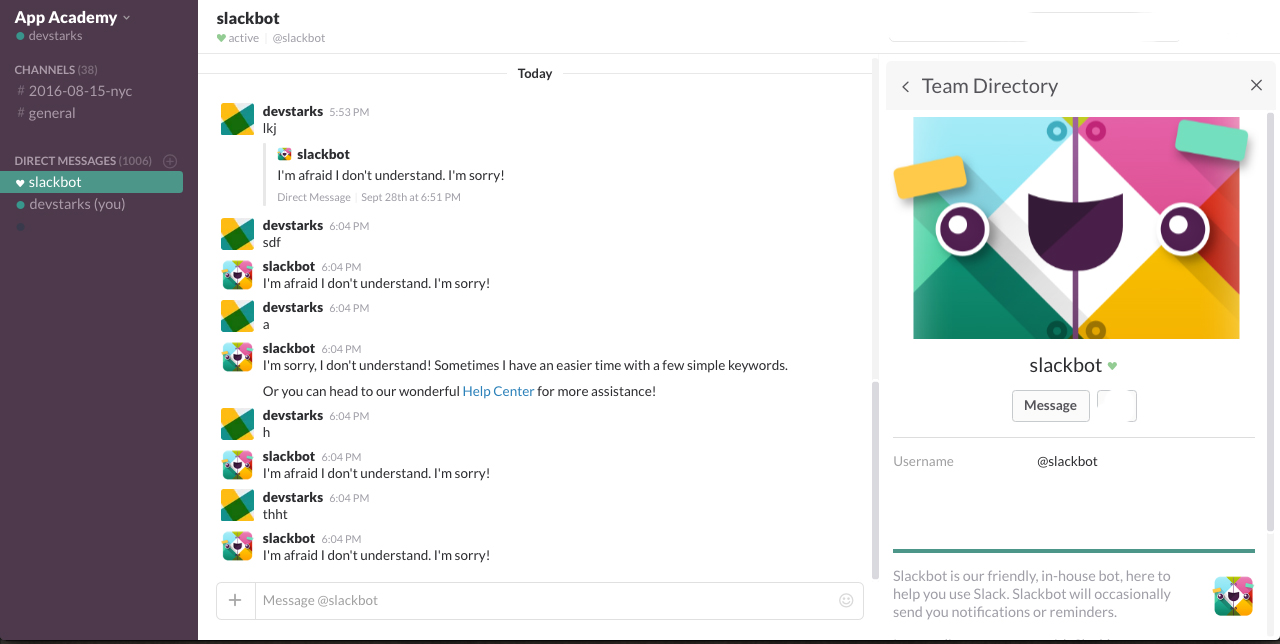 App Academy
devstarks
CHANNELS (38)
# 2016-08-15-nyc
# general
DIRECT MESSAGES (1006)
slackbot
devstarks (you)
slackbot
active @slackbot
Today
devstarks 5:53 PM
lkj
slackbot
I'm afraid I don't understand. I'm sorry!
Direct Message Sept 28th at 6:51 PM
devstarks 6:04 PM
sdf
slackbot 6:04 PM
I'm afraid I don't understand. I'm sorry!
devstarks 6:04 PM
a
slackbot 6:04 PM
I'm sorry, I don't understand! Sometimes I have an easier time with a few simple keywords.
Or you can head to our wonderful Help Center for more assistance!
devstarks 6:04 PM
h
slackbot 6:04 PM
I'm afraid I don't understand. I'm sorry!
devstarks 6:04 PM
thht
slackbot 6:04 PM
I'm afraid I don't understand. I'm sorry!
Message @slackbot
Team Directory
slackbot
Message
Username @slackbot
Slackbot is our friendly, in-house bot, here to
help you use Slack. Slackbot will occasionally
send you notifications or reminders.